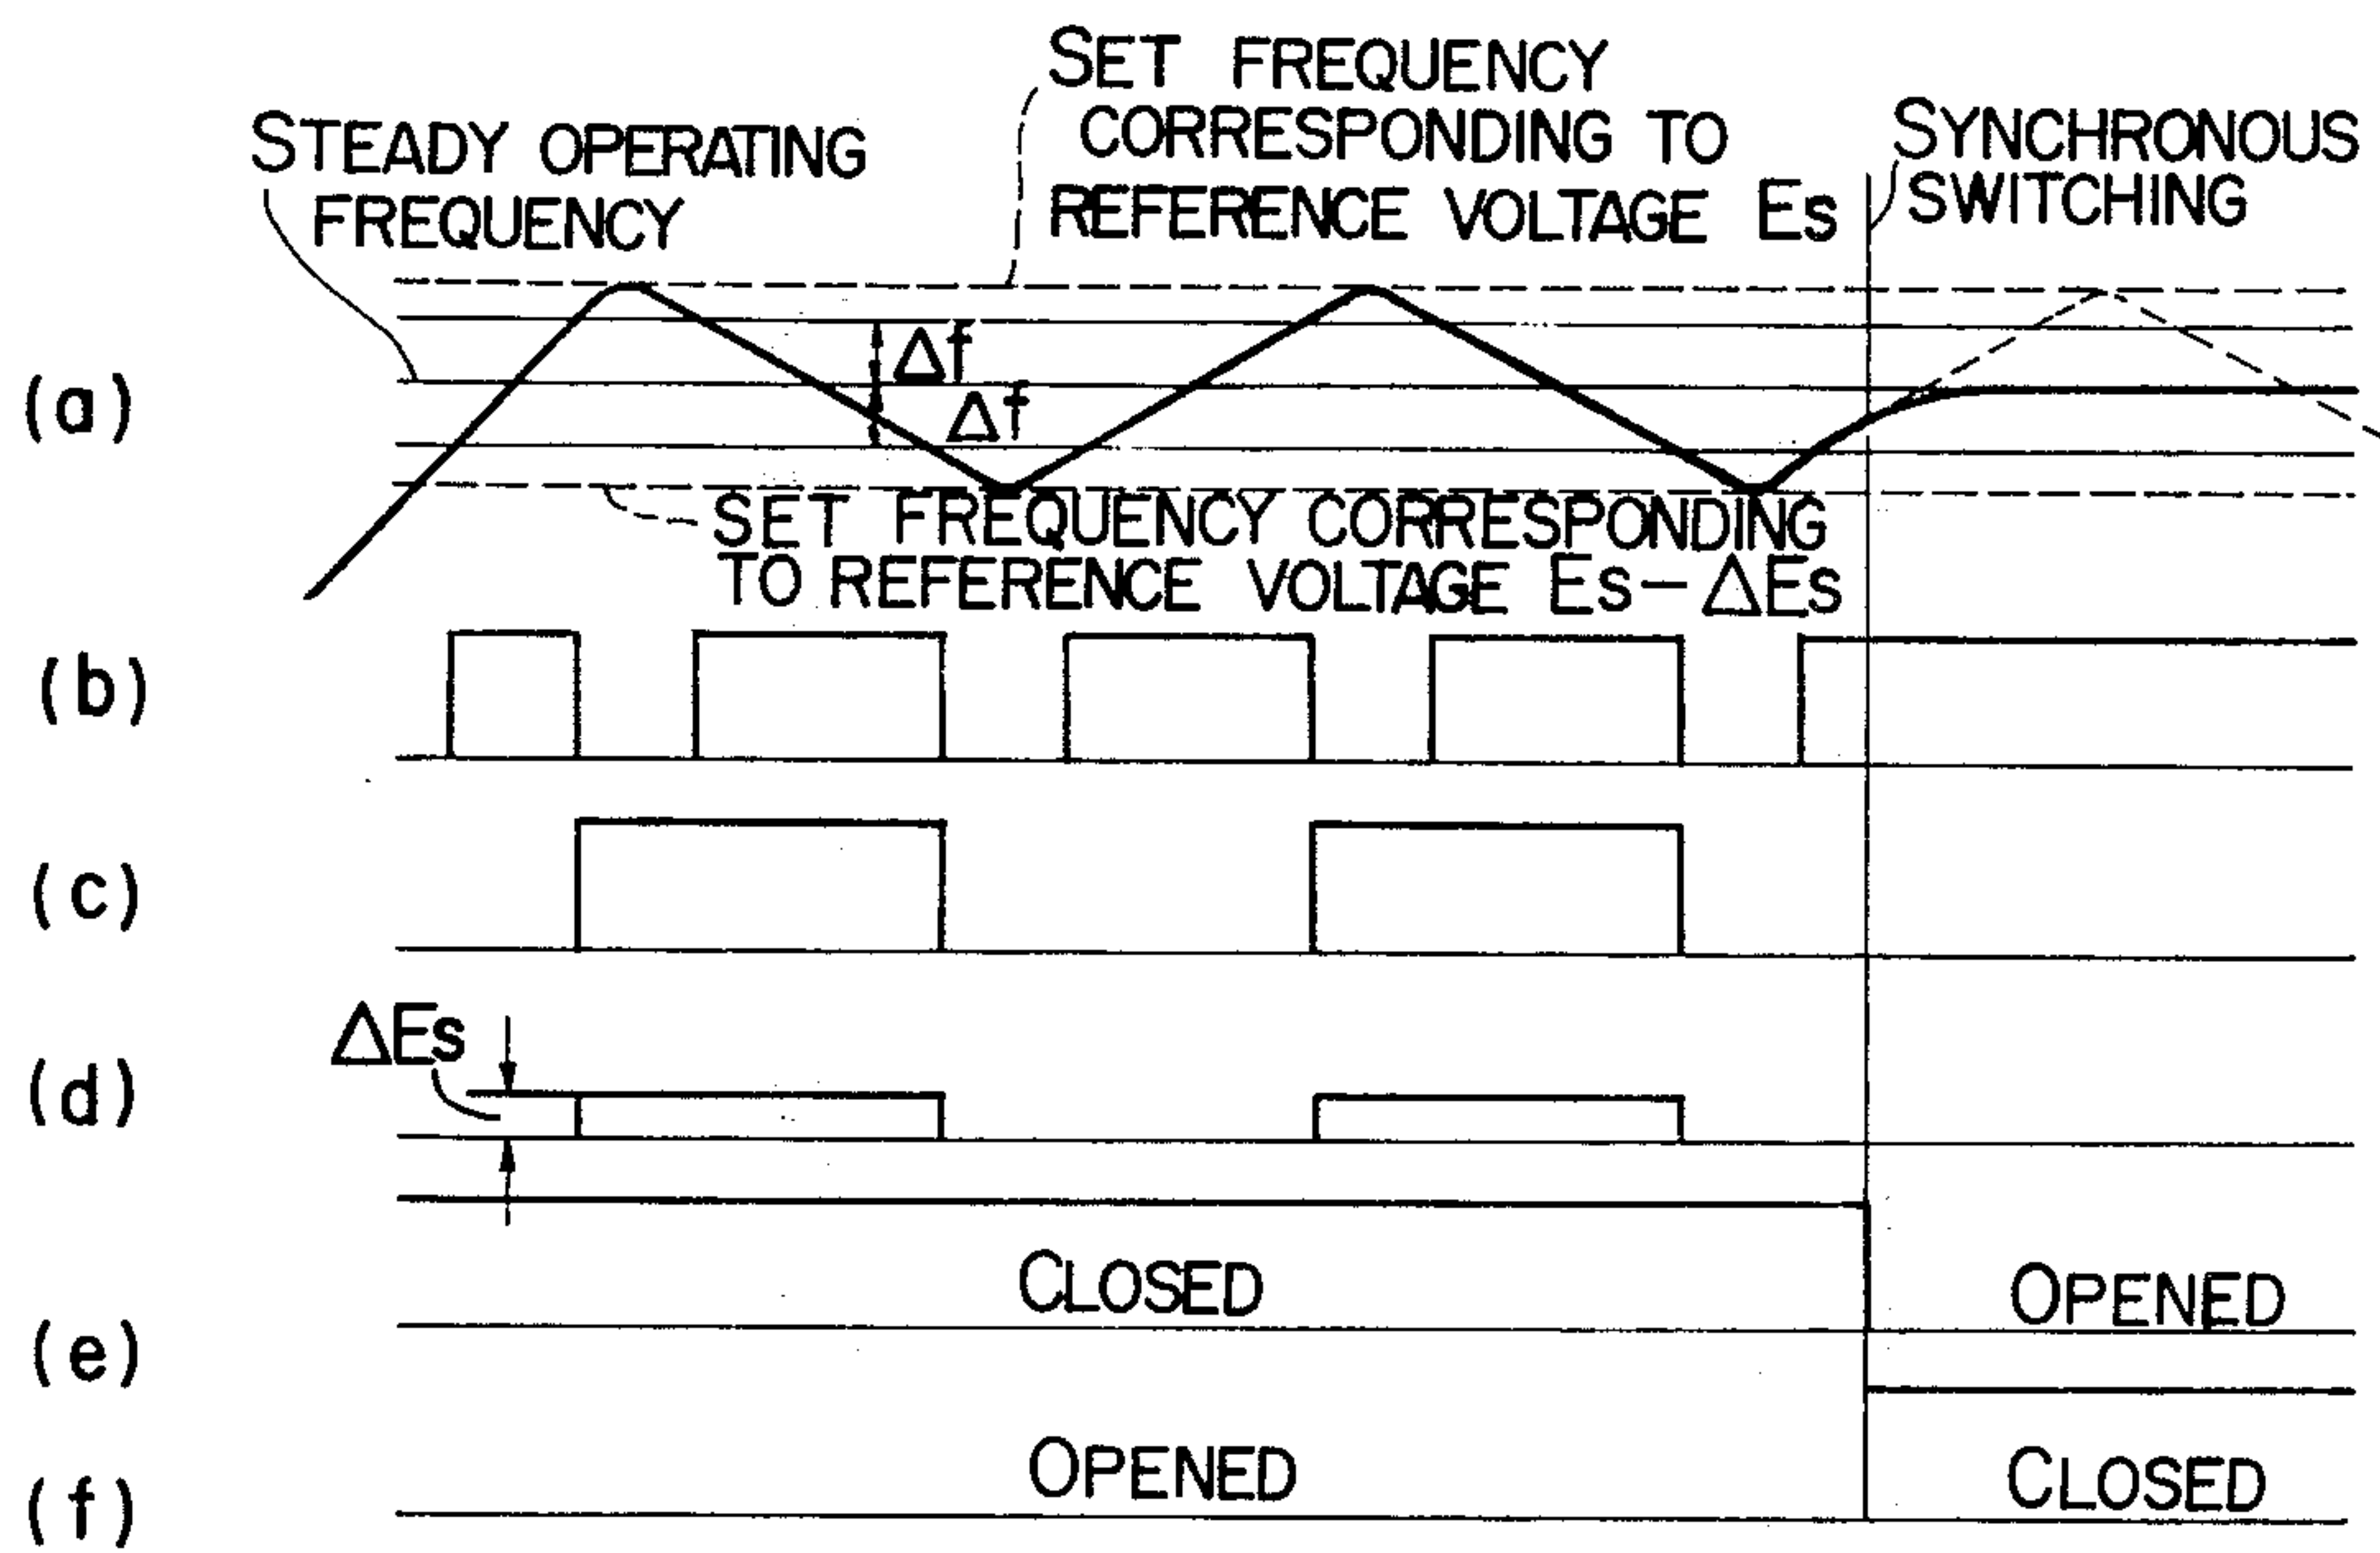 STEADY OPERATING
FREQUENCY
SET FREQUENCY
CORRESPONDING TO
REFERENCE VOLTAGE Es
SYNCHRONOUS
SWITCHING
(a)
Δf
Δf
SET FREQUENCY CORRESPONDING
TO REFERENCE VOLTAGE Es-ΔEs
(b)
(c)
(d)
ΔEs
(e)
CLOSED
OPENED
(f)
OPENED
CLOSED